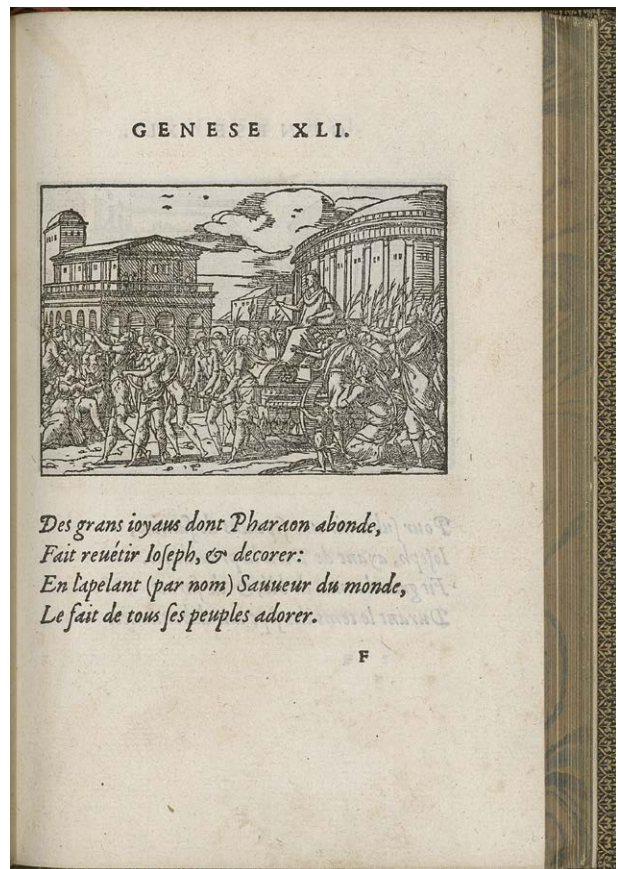 GENESE XLI.
Des grans ioyaus dont Pharaon abonde,
Fait reuétir Ioſeph, & decorer:
En l'apelant (par nom) Sauueur du monde,
Le fait de tous ſes peuples adorer.
F